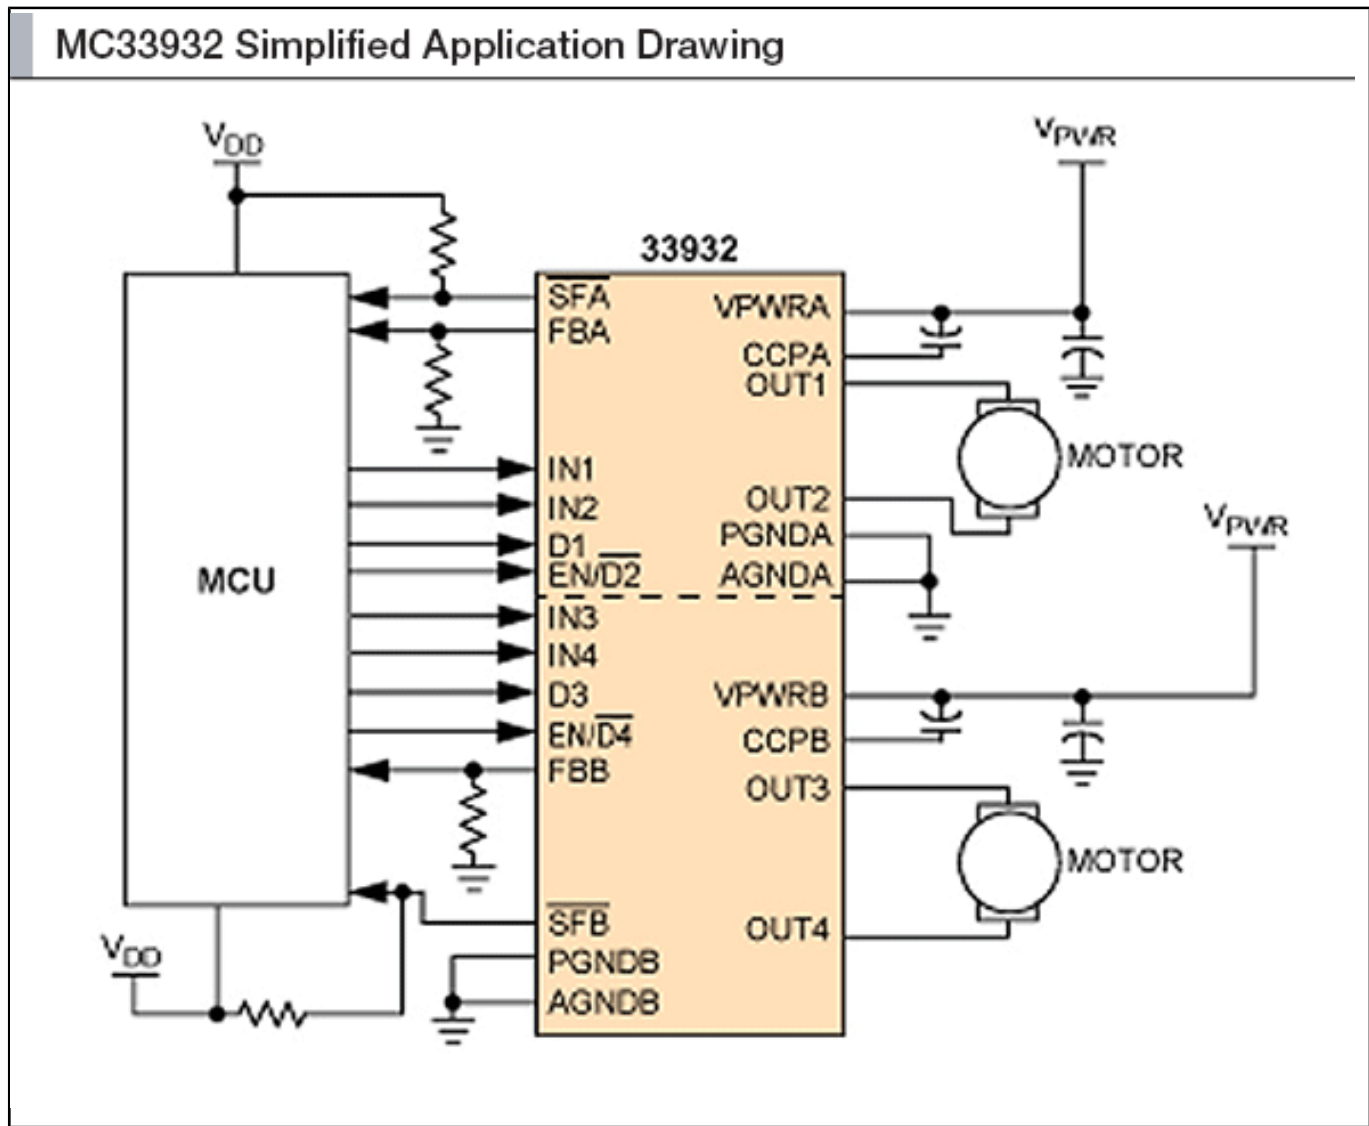 MC33932 Simplified Application Drawing
VDD
VPWR
33932
SFA
FBA
IN1
IN2
D1
EN/D2
IN3
IN4
D3
EN/D4
FBB
SFB
PGNDB
AGNDB
VPWRA
CCPA
OUT1
OUT2
PGNDA
AGNDA
VPWRB
CCPB
OUT3
OUT4
MCU
MOTOR
VPWR
MOTOR
VDD